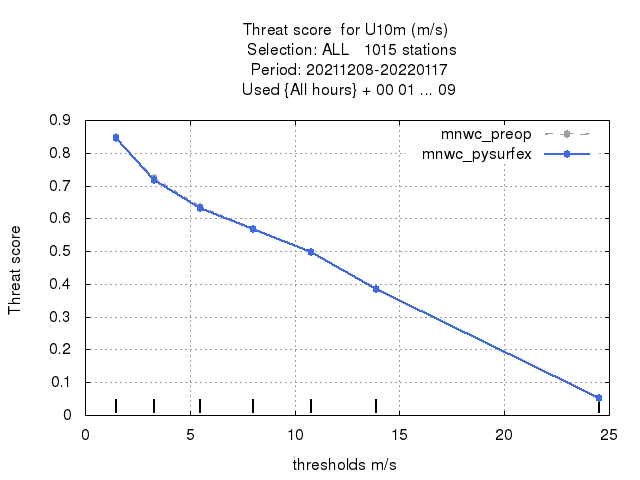 Threat score  for U10m (m/s)
Selection: ALL   1015 stations
Period: 20211208-20220117
Used {All hours} + 00 01 ... 09
mnwc_preop
mnwc_pysurfex
0.9
0.8
0.7
0.6
0.5
0.4
0.3
0.2
0.1
0
Threat score
0 5 10 15 20 25
thresholds m/s